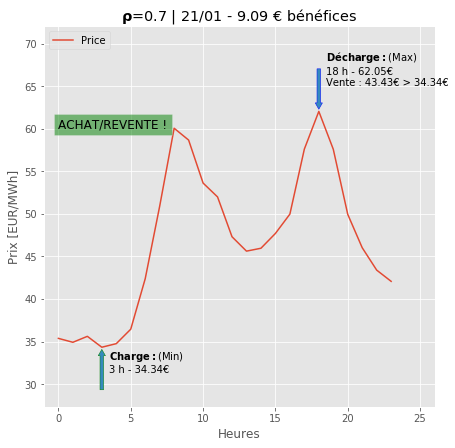 ρ=0.7 | 21/01 - 9.09 € bénéfices
Price
Décharge:(Max)
18 h - 62.05€
Vente : 43.43€ > 34.34€
ACHAT/REVENTE !
Charge:(Min)
3 h - 34.34€
Prix [EUR/MWh]
70
65
60
55
50
45
40
35
30
0 5 10 15 20 25
Heures